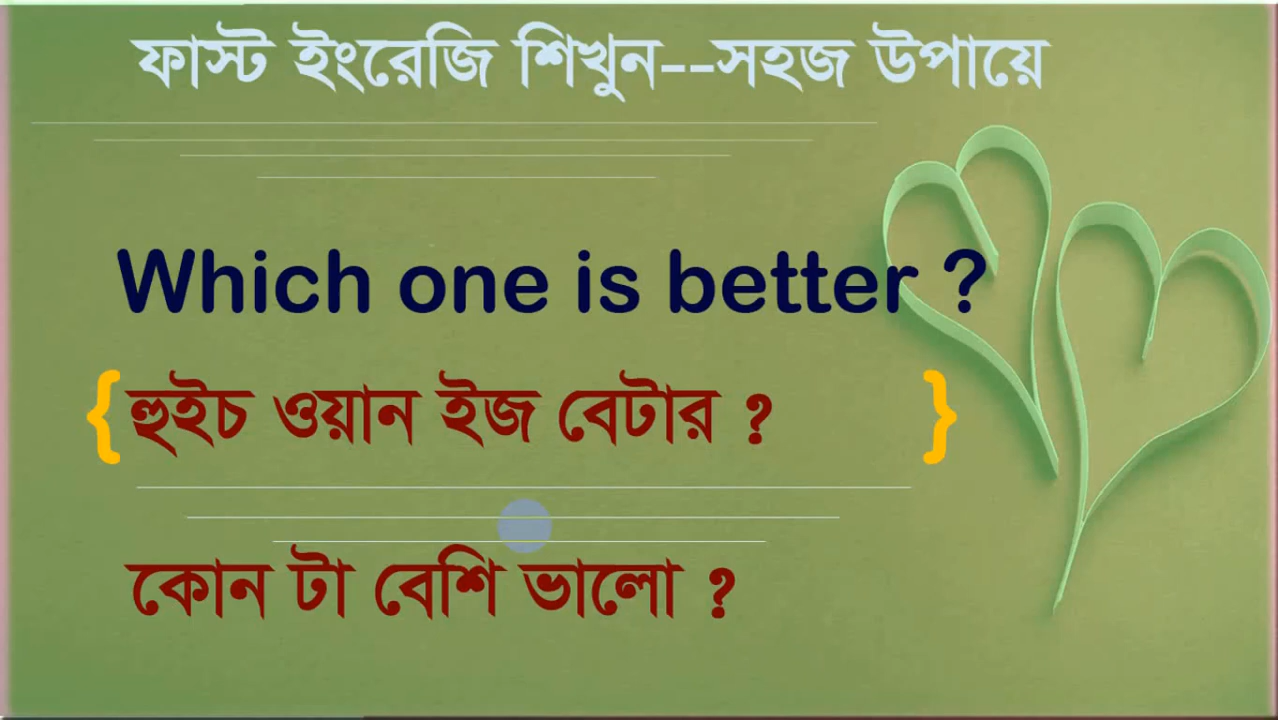 ফাস্ট ইংরেজি শিখুন--সহজ উপায়ে
Which one is better ?
{হুইচ ওয়ান ইজ বেটার ? }
কোন টা বেশি ভালো ?